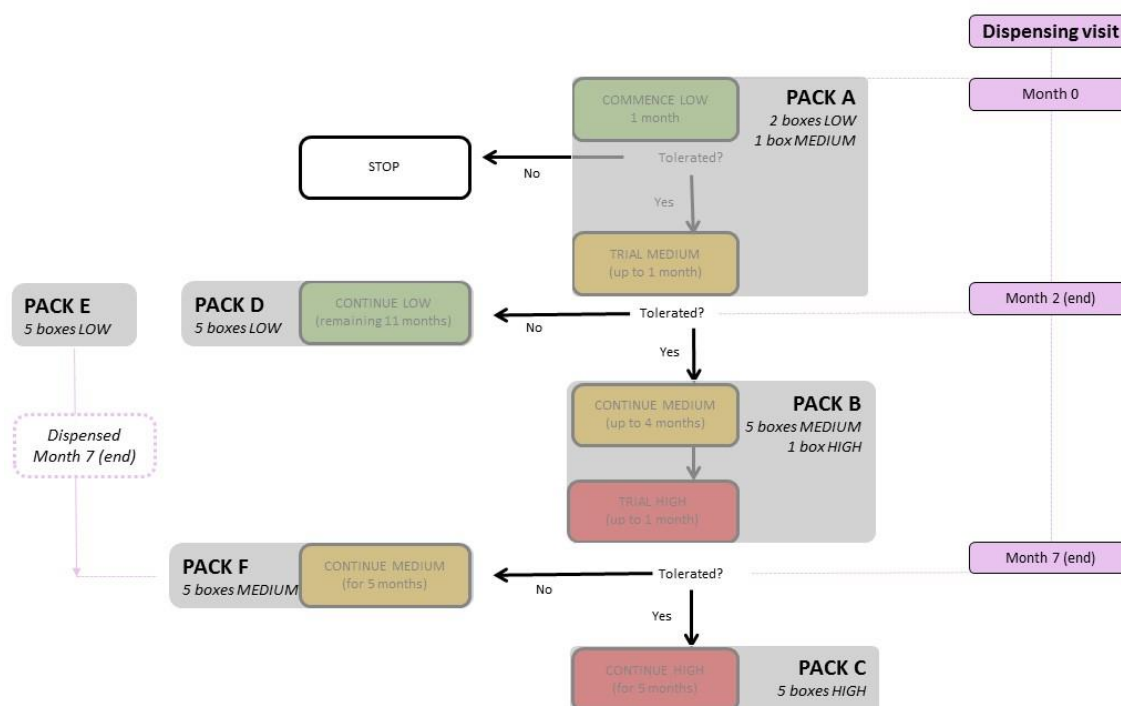 Dispensing visit
COMMENCE LOW
1 month
PACK A
2 boxes LOW
1 box MEDIUM
Month 0
STOP
No
Tolerated?
Yes
TRIAL MEDIUM
(up to 1 month)
PACK E
5 boxes LOW
PACK D
5 boxes LOW
CONTINUE LOW
(remaining 11 months)
No
Tolerated?
Month 2 (end)
Yes
CONTINUE MEDIUM
(up to 4 months)
PACK B
5 boxes MEDIUM
1 box HIGH
Dispensed
Month 7 (end)
TRIAL HIGH
(up to 1 month)
PACK F
5 boxes MEDIUM
CONTINUE MEDIUM
(for 5 months)
No
Tolerated?
Month 7 (end)
Yes
CONTINUE HIGH
(for 5 months)
PACK C
5 boxes HIGH